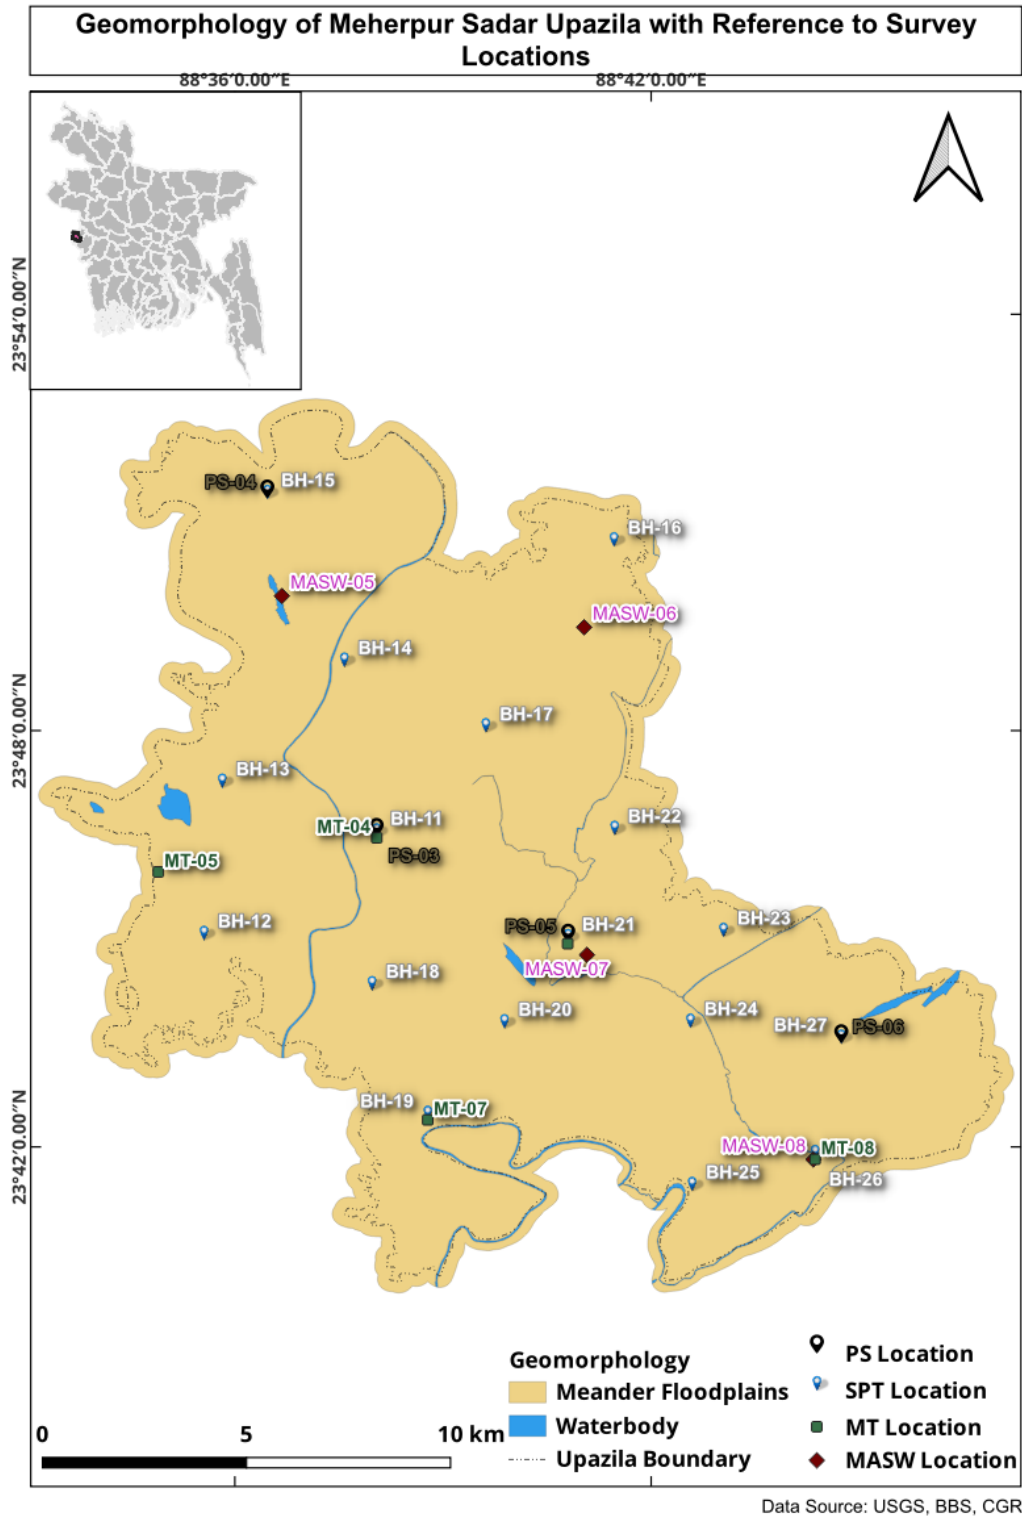 Geomorphology of Meherpur Sadar Upazila with Reference to Survey
Locations
88°36′0.00″E
88°42′0.00″E
23°54′0.00″N
PS-04
BH-15
BH-16
MASW-05
MASW-06
BH-14
BH-17
23°48′0.00″N
BH-13
MT-04
BH-11
BH-22
PS-03
MT-05
BH-12
PS-05
BH-21
BH-23
MASW-07
BH-18
BH-20
BH-24
BH-27
PS-06
BH-19
MT-07
23°42′0.00″N
MASW-08
MT-08
BH-25
BH-26
Geomorphology
Meander Floodplains
Waterbody
Upazila Boundary
PS Location
SPT Location
MT Location
MASW Location
0 5 10 km
Data Source: USGS, BBS, CGR